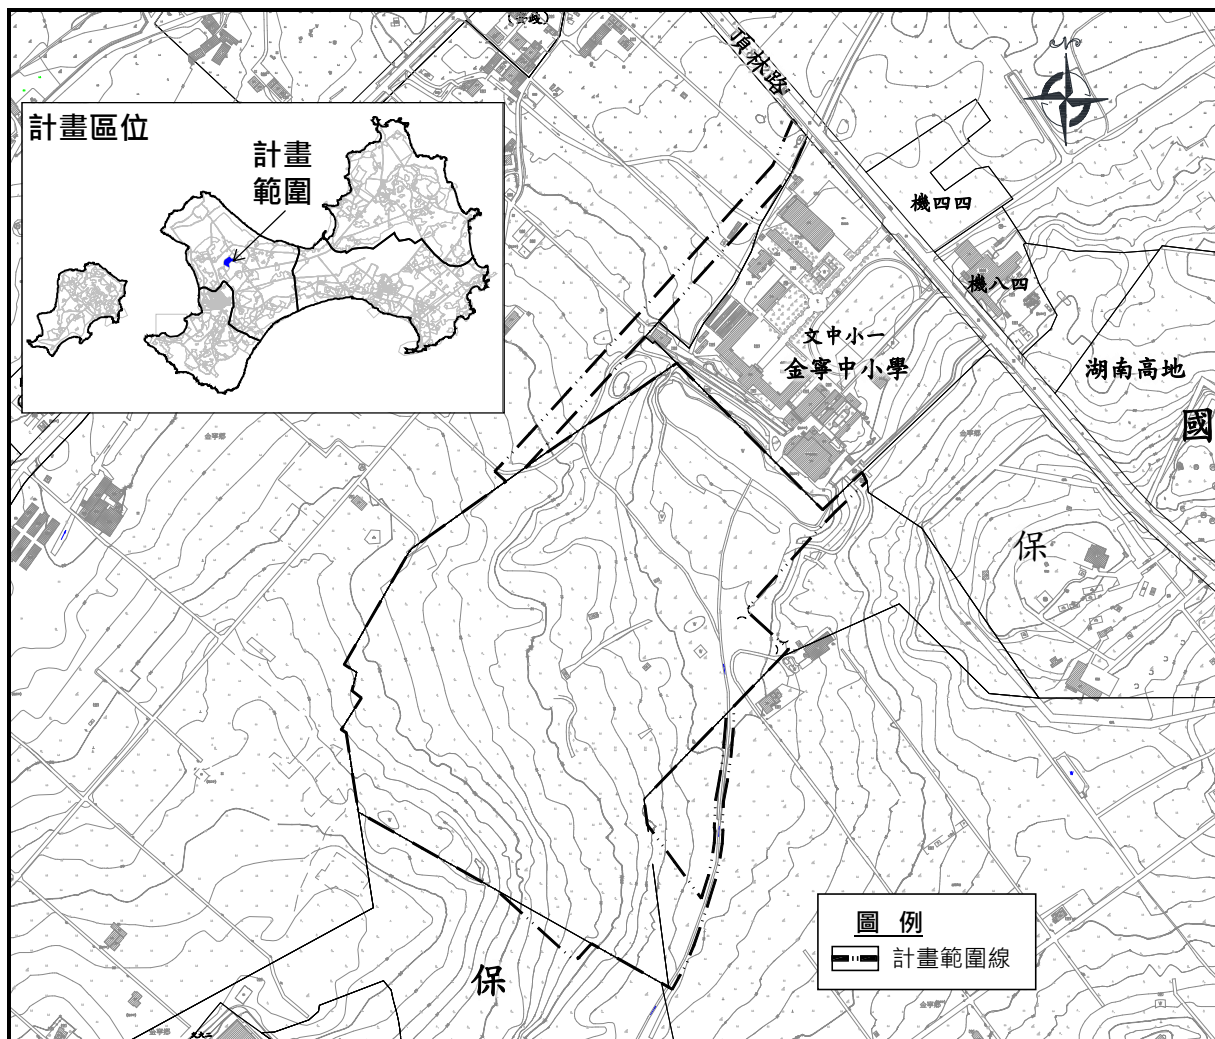 頂林路
計畫區位
計畫
範圍
機四四
機八四
文中小一
金寧中小學
湖南高地
國
保
保
圖 例
計畫範圍線